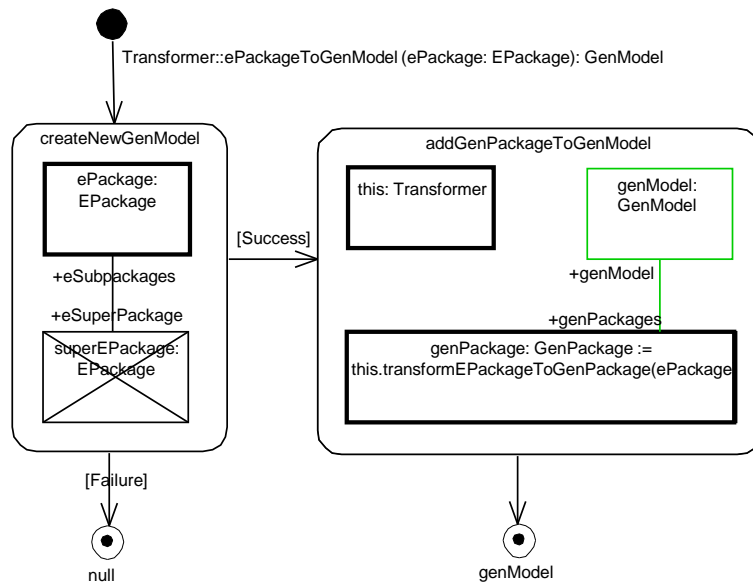 Transformer::ePackageToGenModel (ePackage: EPackage): GenModel
createNewGenModel
ePackage:
EPackage
+eSubpackages
+eSuperPackage
superEPackage:
EPackage
[Success]
addGenPackageToGenModel
this: Transformer
genModel:
GenModel
+genModel
+genPackages
genPackage: GenPackage :=
this.transformEPackageToGenPackage(ePackage
[Failure]
null
genModel